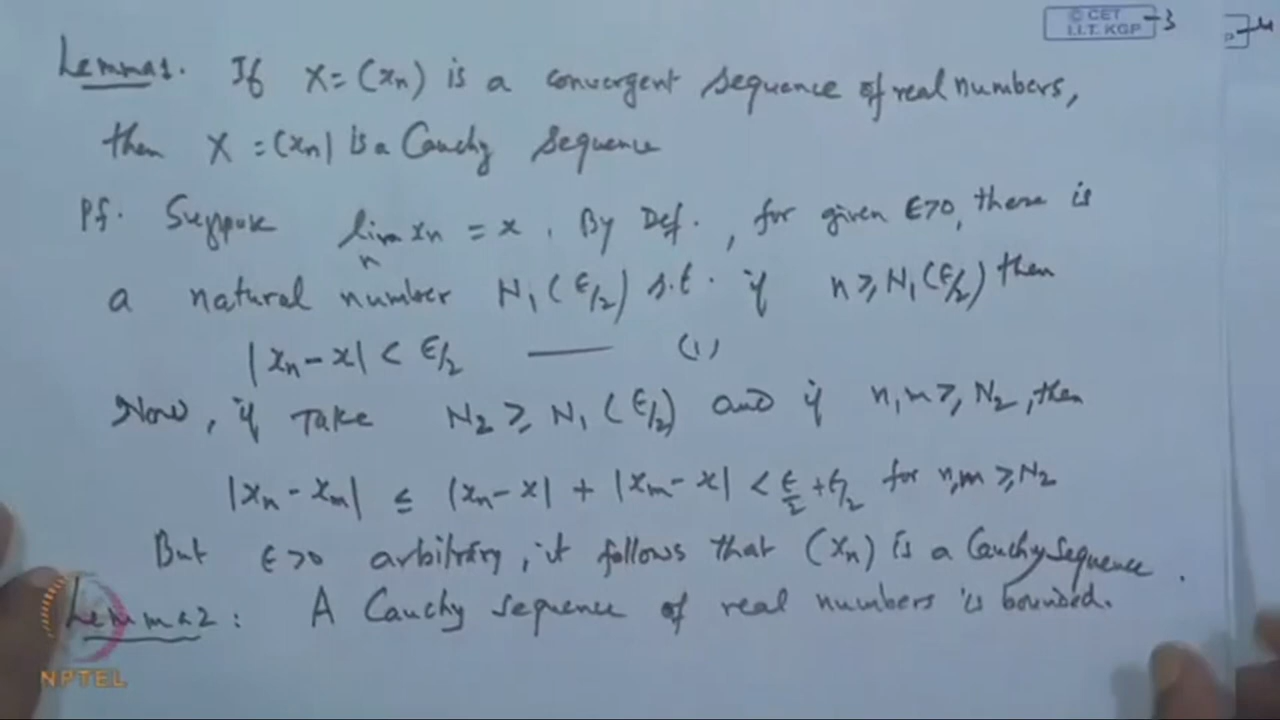 © CET
I.I.T. KGP
-3
Lemma1. If X=(xn) is a convergent sequence of real numbers,
then X=(xn) is a Cauchy sequence
Pf. Suppose lim xn = x. By Def., for given ε>0, there is
n
a natural number N₁(ε/2) s.t. if n≥N₁(ε/2) then
|xn-x| < ε/2 —— (1)
Now, if Take N₂ ≥ N₁(ε/2) and if n,m≥N₂, then
|xn-xm| ≤ |xn-x| + |xm-x| < ε/2+ε/2 for n,m≥N₂
But ε>0 arbitrary, it follows that (xn) is a Cauchy sequence.
Lemma2: A Cauchy sequence of real numbers is bounded.
NPTEL